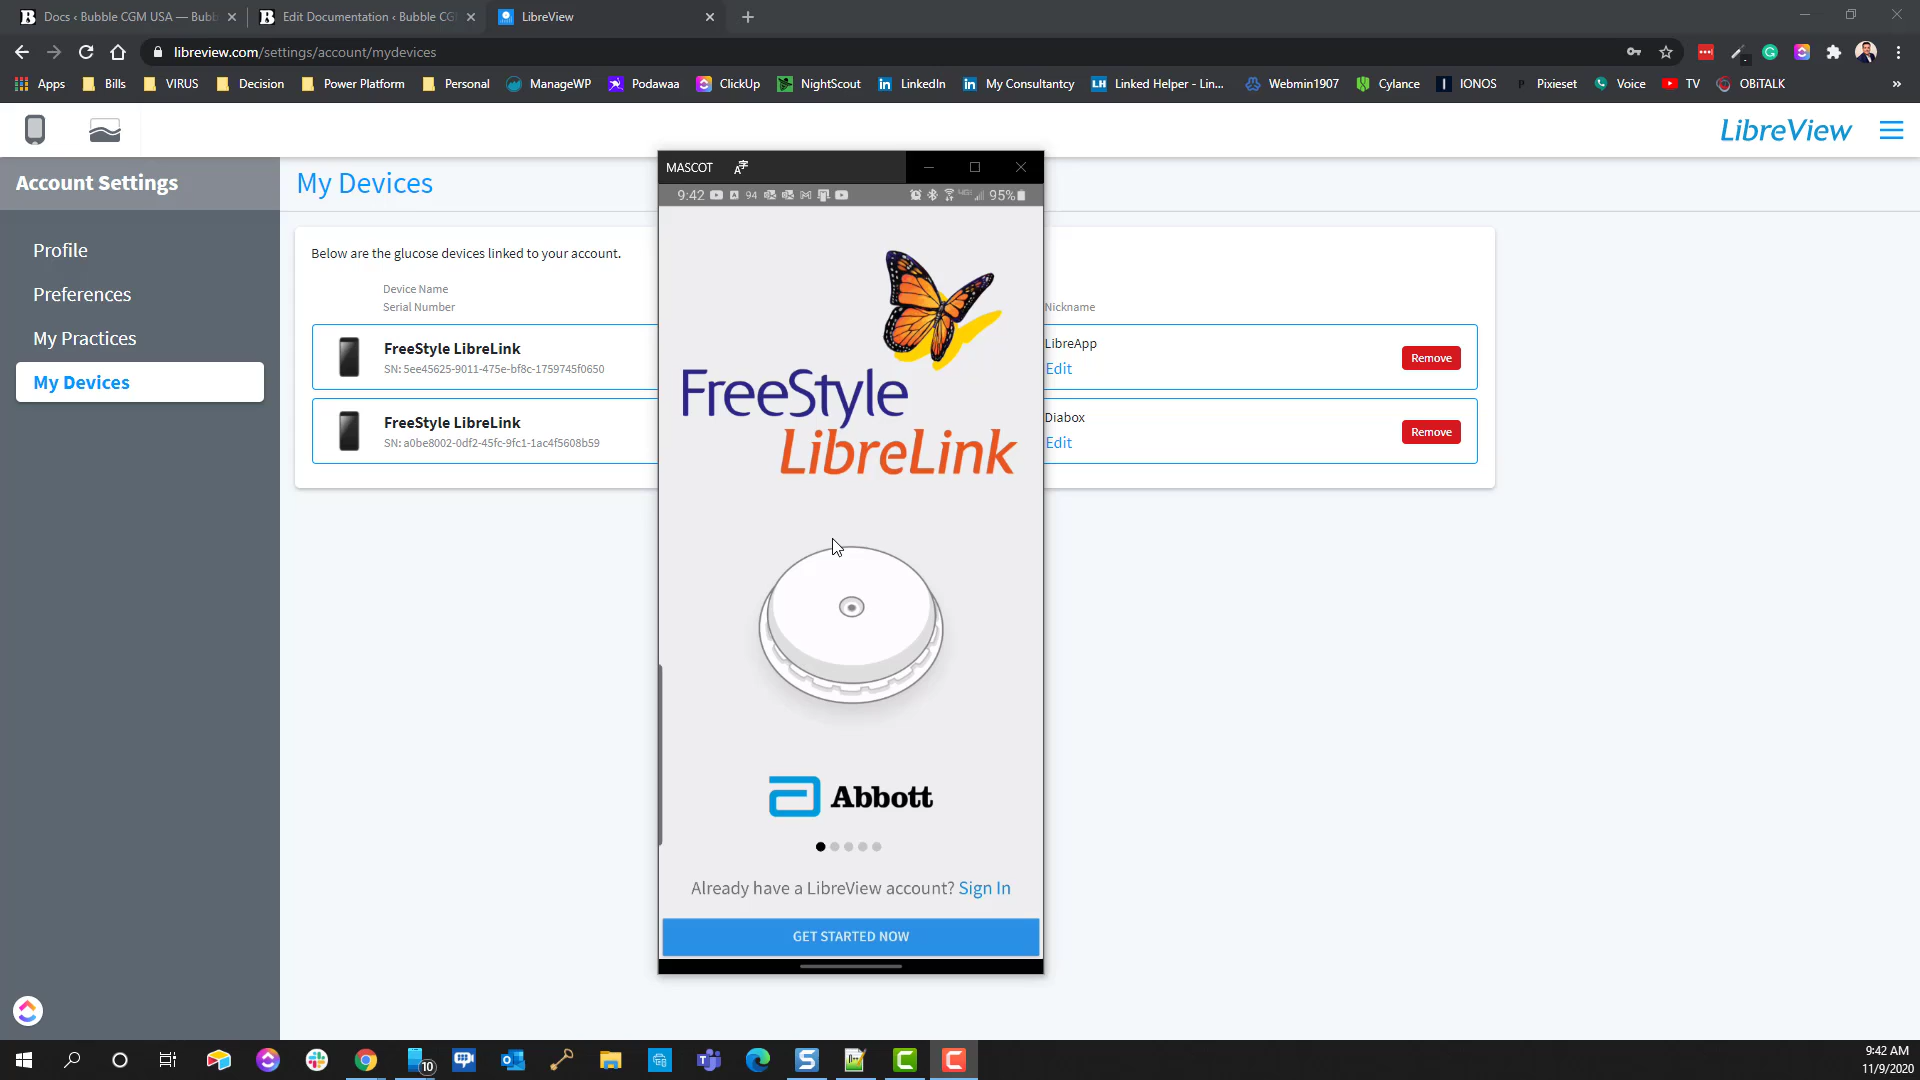 Docs ‹ Bubble CGM USA — Bubb
Edit Documentation ‹ Bubble CG
LibreView
libreview.com/settings/account/mydevices
Apps
Bills
VIRUS
Decision
Power Platform
Personal
ManageWP
Podawaa
ClickUp
NightScout
LinkedIn
My Consultantcy
Linked Helper - Lin...
Webmin1907
Cylance
IONOS
Pixieset
Voice
TV
OBiTALK
LibreView
Account Settings
Profile
Preferences
My Practices
My Devices
My Devices
Below are the glucose devices linked to your account.
Device Name
Serial Number
Nickname
FreeStyle LibreLink
SN: 5ee45625-9011-475e-bf8c-1759745f0650
LibreApp
Edit
Remove
FreeStyle LibreLink
SN: a0be8002-0df2-45fc-9fc1-1ac4f5608b59
Diabox
Edit
Remove
MASCOT
9:42
94
95%
FreeStyle
LibreLink
Abbott
Already have a LibreView account? Sign In
GET STARTED NOW
10
9:42 AM
11/9/2020